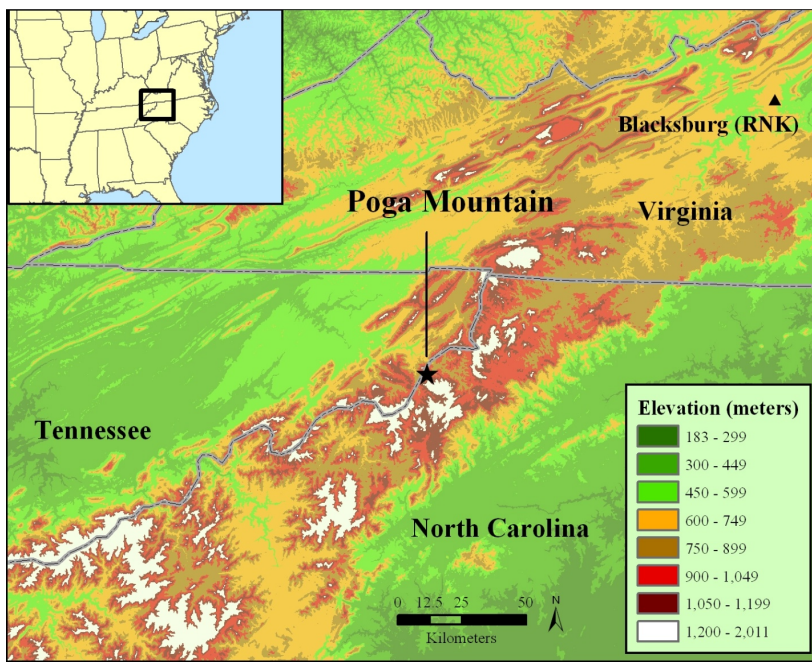 Blacksburg (RNK)
Poga Mountain
Virginia
Tennessee
North Carolina
Elevation (meters)
183 - 299
300 - 449
450 - 599
600 - 749
750 - 899
900 - 1,049
1,050 - 1,199
1,200 - 2,011
0 12.5 25 50
Kilometers
N